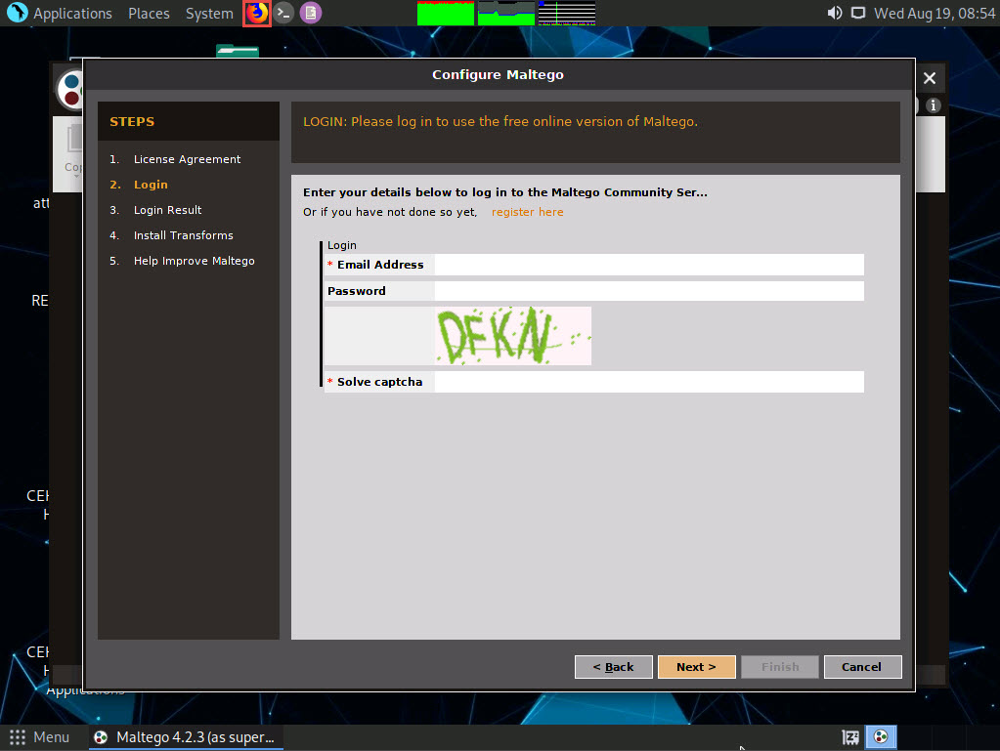 Applications Places System Wed Aug 19, 08:54
Configure Maltego
STEPS
1. License Agreement
2. Login
3. Login Result
4. Install Transforms
5. Help Improve Maltego
LOGIN: Please log in to use the free online version of Maltego.
Enter your details below to log in to the Maltego Community Ser...
Or if you have not done so yet, register here
Login
* Email Address
Password
DFKN
* Solve captcha
< Back Next > Finish Cancel
Cop
att
RE
CEH
H
CEH
H
Applications
Menu Maltego 4.2.3 (as super...